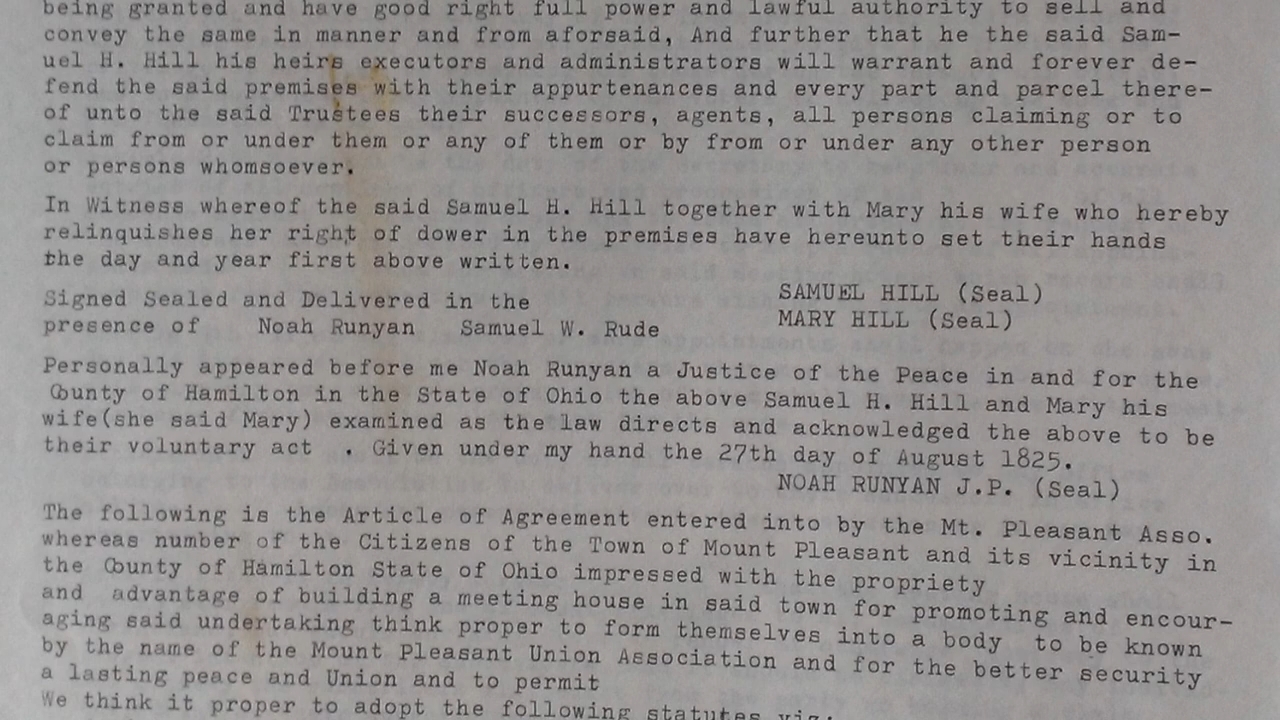 being granted and have good right full power and lawful authority to sell and
convey the same in manner and from aforsaid, And further that he the said Sam-
uel H. Hill his heirs executors and administrators will warrant and forever de-
fend the said premises with their appurtenances and every part and parcel there-
of unto the said Trustees their successors, agents, all persons claiming or to
claim from or under them or any of them or by from or under any other person
or persons whomsoever.
In Witness whereof the said Samuel H. Hill together with Mary his wife who hereby
relinquishes her right of dower in the premises have hereunto set their hands
the day and year first above written.
Signed Sealed and Delivered in the SAMUEL HILL (Seal)
presence of Noah Runyan Samuel W. Rude MARY HILL (Seal)
Personally appeared before me Noah Runyan a Justice of the Peace in and for the
County of Hamilton in the State of Ohio the above Samuel H. Hill and Mary his
wife(she said Mary) examined as the law directs and acknowledged the above to be
their voluntary act . Given under my hand the 27th day of August 1825.
NOAH RUNYAN J.P. (Seal)
The following is the Article of Agreement entered into by the Mt. Pleasant Asso.
whereas number of the Citizens of the Town of Mount Pleasant and its vicinity in
the County of Hamilton State of Ohio impressed with the propriety
and advantage of building a meeting house in said town for promoting and encour-
aging said undertaking think proper to form themselves into a body to be known
by the name of the Mount Pleasant Union Association and for the better security
a lasting peace and Union and to permit
We think it proper to adopt the following statutes viz: